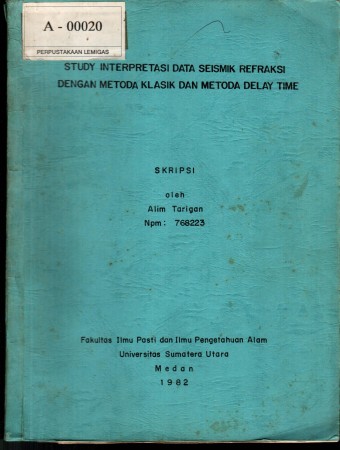 A - 00020
PERPUSTAKAAN LEMIGAS
STUDY INTERPRETASI DATA SEISMIK REFRAKSI
DENGAN METODA KLASIK DAN METODA DELAY TIME
SKRIPSI
oleh
Alim Tarigan
Npm : 768223
Fakultas Ilmu Pasti dan Ilmu Pengetahuan Alam
Universitas Sumatera Utara
Medan
1982